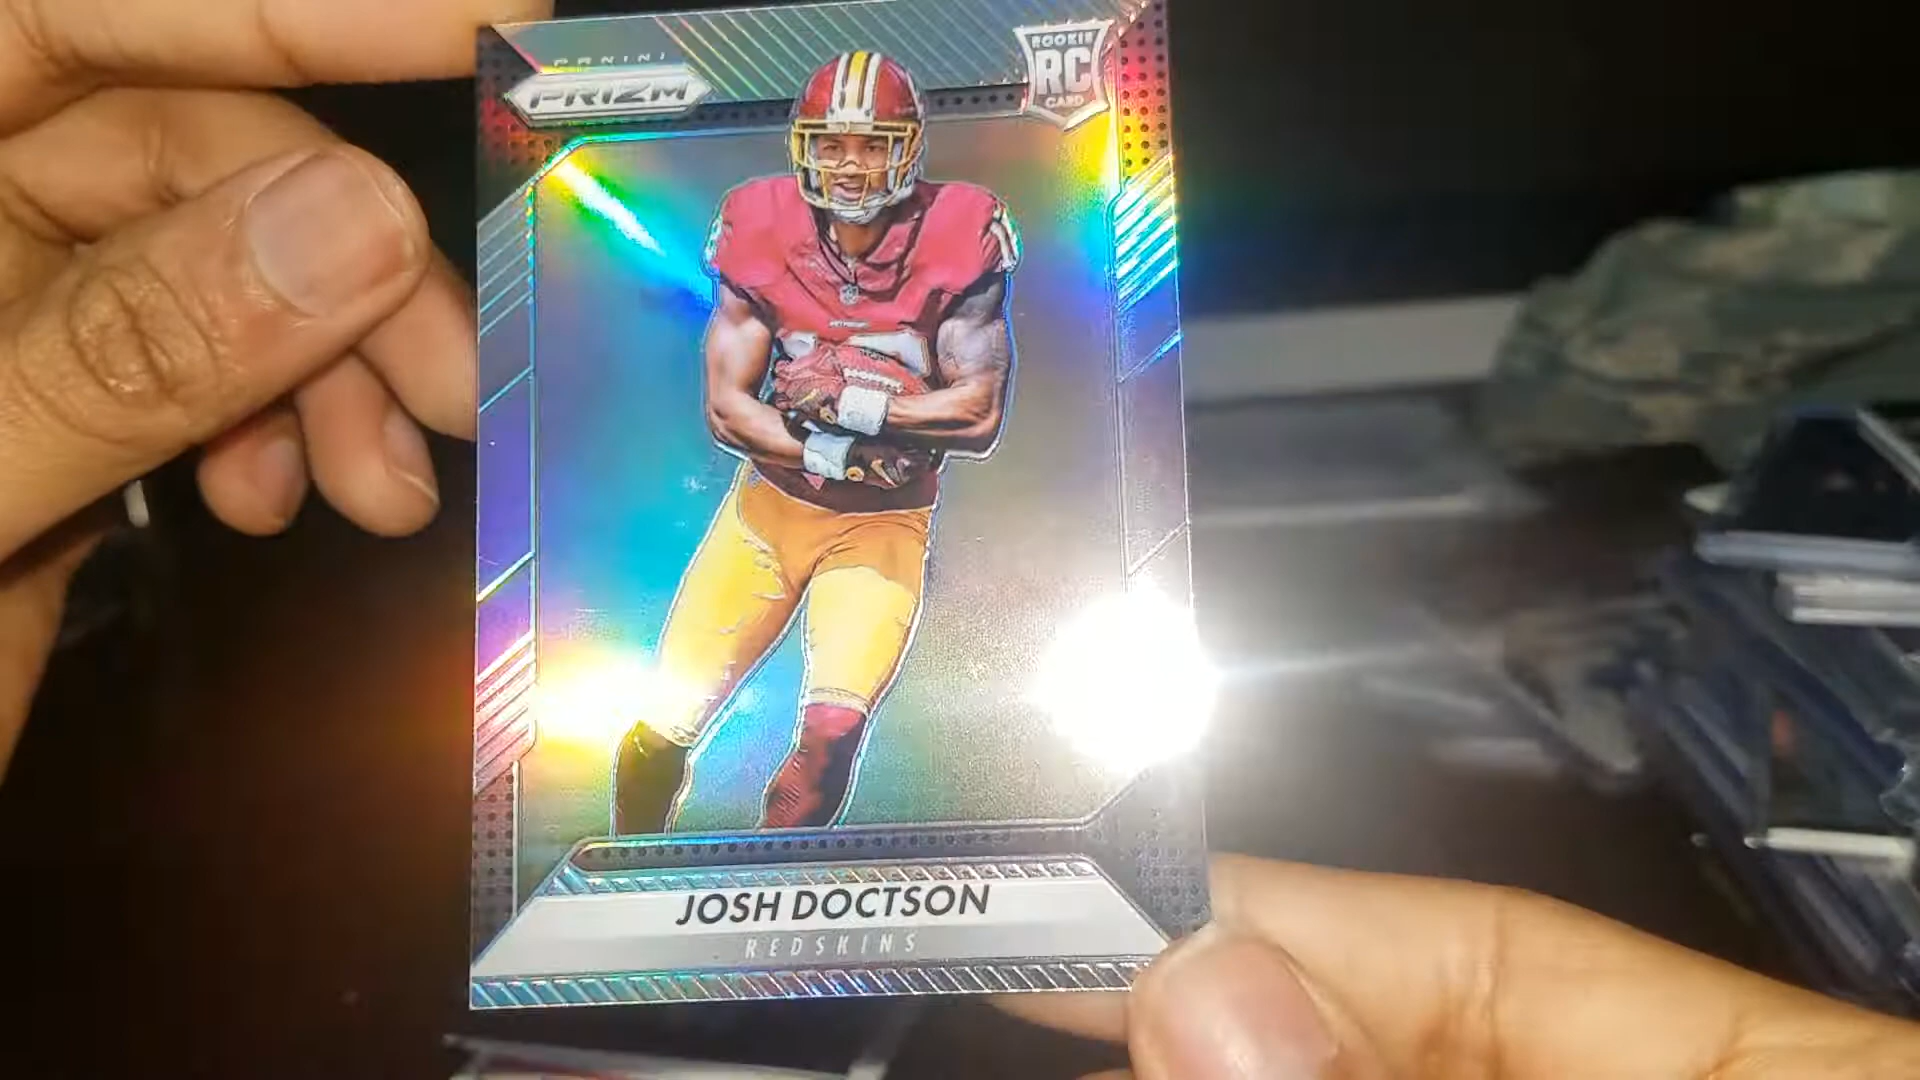 PANINI
PRIZM
ROOKIE
RC
CARD
JOSH DOCTSON
REDSKINS